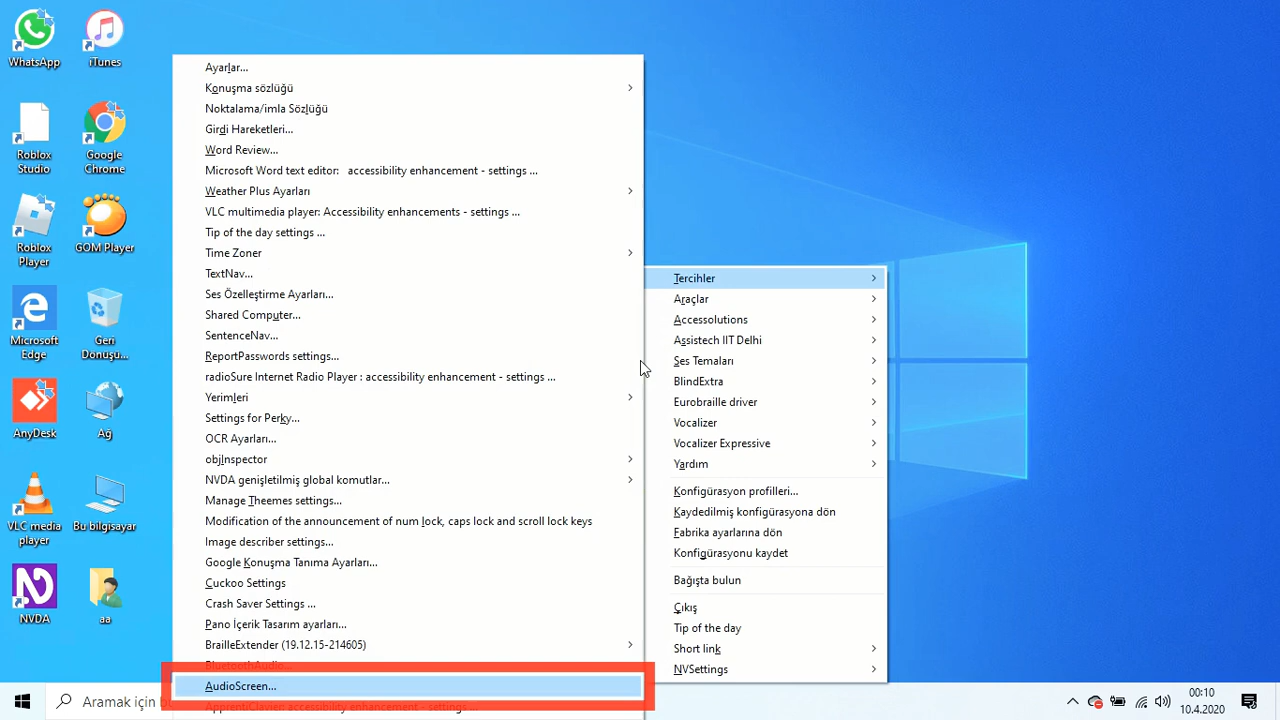 WhatsApp
iTunes
Roblox
Studio
Google
Chrome
Roblox
Player
GOM Player
Microsoft
Edge
Geri
Dönüşü...
AnyDesk
Ağ
VLC media
player
Bu bilgisayar
NVDA
aa
Ayarlar...
Konuşma sözlüğü
Noktalama/imla Sözlüğü
Girdi Hareketleri...
Word Review...
Microsoft Word text editor: accessibility enhancement - settings ...
Weather Plus Ayarları
VLC multimedia player: Accessibility enhancements - settings ...
Tip of the day settings ...
Time Zoner
TextNav...
Ses Özelleştirme Ayarları...
Shared Computer...
SentenceNav...
ReportPasswords settings...
radioSure Internet Radio Player : accessibility enhancement - settings ...
Yerimleri
Settings for Perky...
OCR Ayarları...
objInspector
NVDA genişletilmiş global komutlar...
Manage Theemes settings...
Modification of the announcement of num lock, caps lock and scroll lock keys
Image describer settings...
Google Konuşma Tanıma Ayarları...
Cuckoo Settings
Crash Saver Settings ...
Pano İçerik Tasarım ayarları...
BrailleExtender (19.12.15-214605)
BluetoothAudio...
AudioScreen...
ApprentiClavier: accessibility enhancement - settings ...
Tercihler
Araçlar
Accessolutions
Assistech IIT Delhi
Ses Temaları
BlindExtra
Eurobraille driver
Vocalizer
Vocalizer Expressive
Yardım
Konfigürasyon profilleri...
Kaydedilmiş konfigürasyona dön
Fabrika ayarlarına dön
Konfigürasyonu kaydet
Bağışta bulun
Çıkış
Tip of the day
Short link
NVSettings
Aramak için b
00:10
10.4.2020